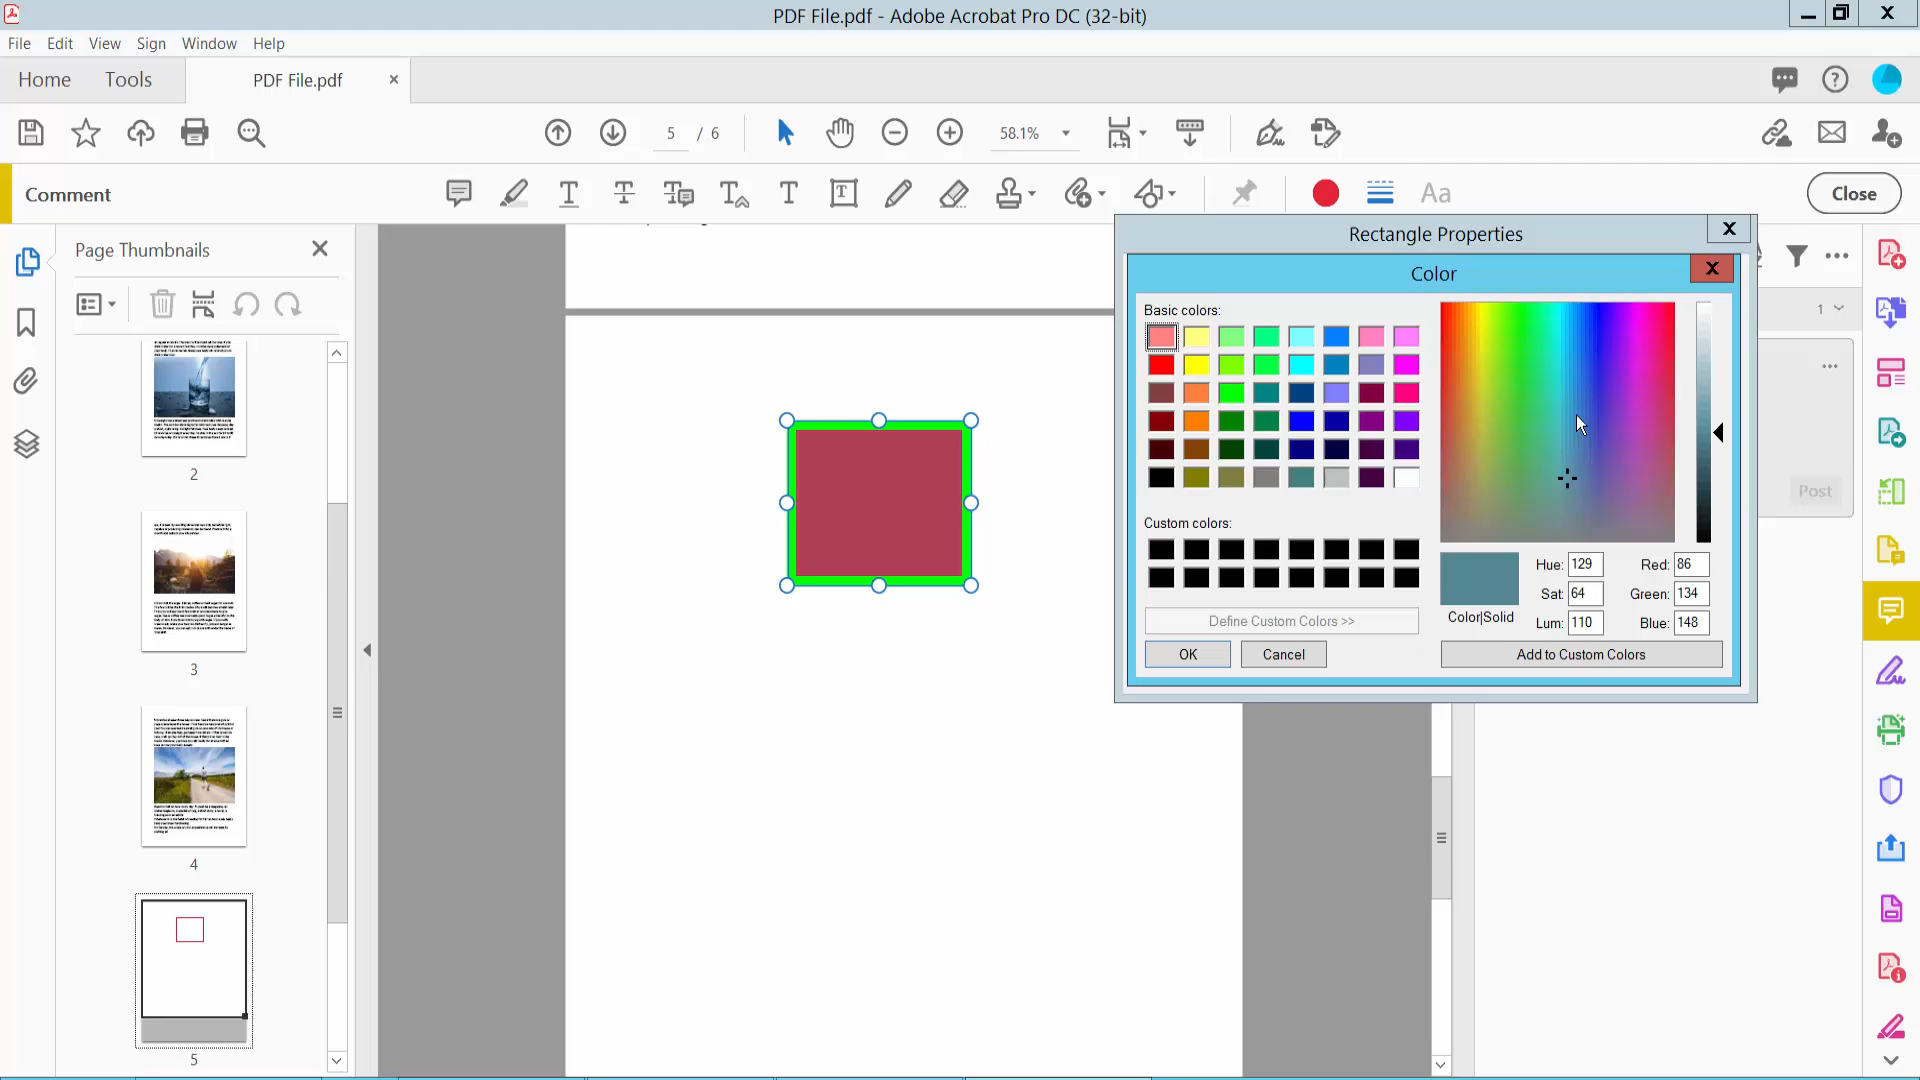 PDF File.pdf - Adobe Acrobat Pro DC (32-bit)
File Edit View Sign Window Help
Home Tools PDF File.pdf
5 / 6 58.1%
Comment
Aa
Close
Page Thumbnails
Rectangle Properties
Color
Basic colors:
1
2
Post
Custom colors:
Hue: 129 Red: 86
Sat: 64 Green: 134
Color|Solid
Lum: 110 Blue: 148
Define Custom Colors >>
OK Cancel Add to Custom Colors
3
4
5